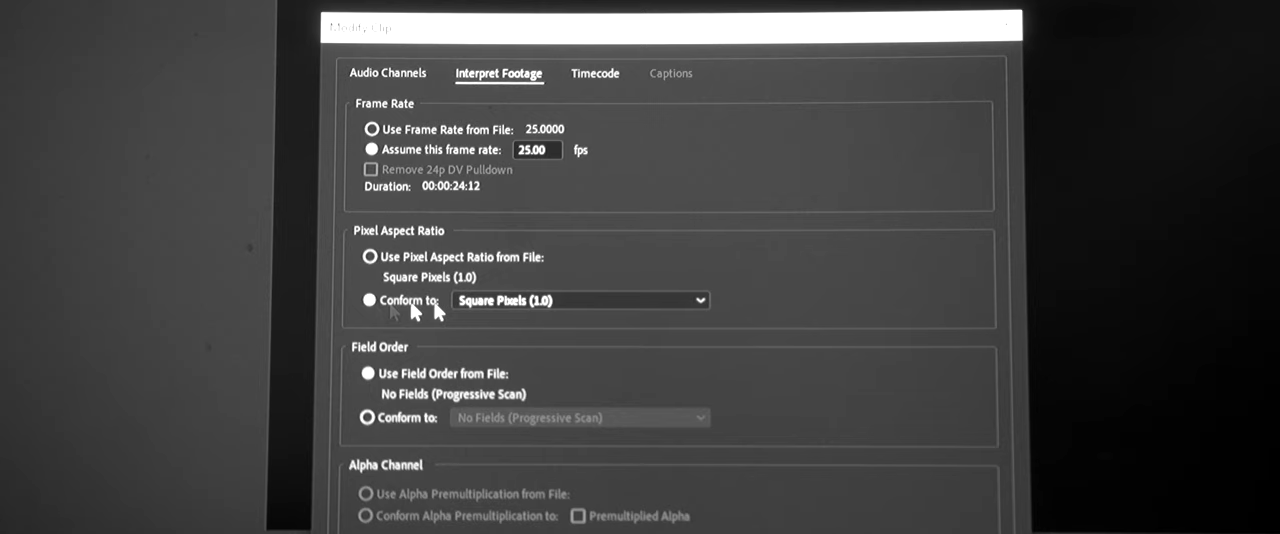 Modify Clip
Audio Channels Interpret Footage Timecode Captions
Frame Rate
Use Frame Rate from File: 25.0000
Assume this frame rate: 25.00 fps
Remove 24p DV Pulldown
Duration: 00:00:24:12
Pixel Aspect Ratio
Use Pixel Aspect Ratio from File:
Square Pixels (1.0)
Conform to: Square Pixels (1.0)
Field Order
Use Field Order from File:
No Fields (Progressive Scan)
Conform to: No Fields (Progressive Scan)
Alpha Channel
Use Alpha Premultiplication from File:
Conform Alpha Premultiplication to: Premultiplied Alpha